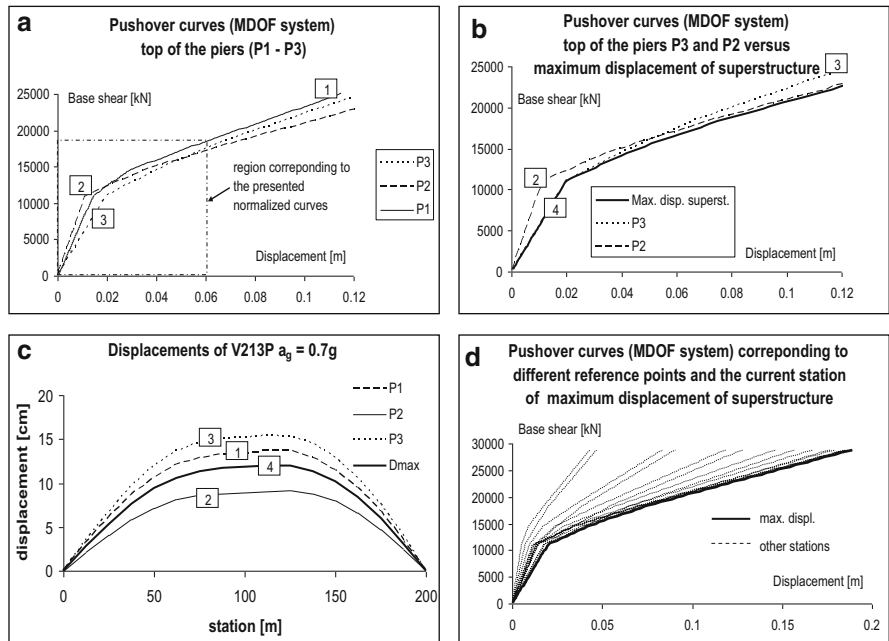 a
Pushover curves (MDOF system)
top of the piers (P1 - P3)
Base shear [kN]
25000
20000
15000
10000
5000
0
1
2
3
region correponding to
the presented
normalized curves
P3
P2
P1
Displacement [m]
0
0.02
0.04
0.06
0.08
0.1
0.12
b
Pushover curves (MDOF system)
top of the piers P3 and P2 versus
maximum displacement of superstructure
Base shear [kN]
25000
20000
15000
10000
5000
0
3
2
4
Max. disp. superst.
P3
P2
Displacement [m]
0
0.02
0.04
0.06
0.08
0.1
0.12
c
Displacements of V213P ag = 0.7g
displacement [cm]
20
15
10
5
0
3
1
4
2
P1
P2
P3
Dmax
0
50
100
150
200
station [m]
d
Pushover curves (MDOF system) correponding to
different reference points and the current station
of maximum displacement of superstructure
Base shear [kN]
30000
25000
20000
15000
10000
5000
0
max. displ.
other stations
Displacement [m]
0
0.05
0.1
0.15
0.2